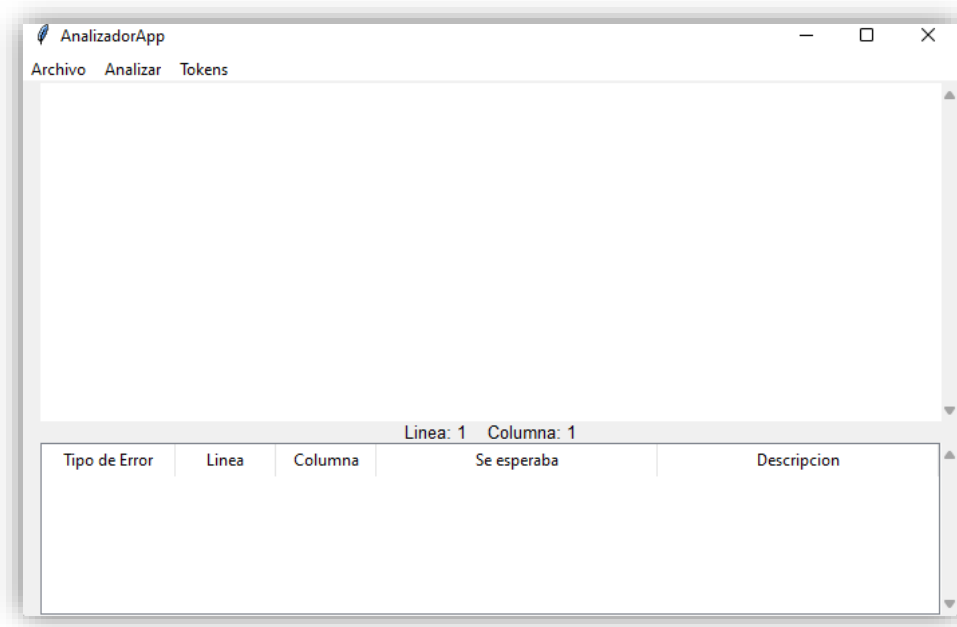 AnalizadorApp
Archivo Analizar Tokens
Linea: 1 Columna: 1
Tipo de Error Linea Columna Se esperaba Descripcion